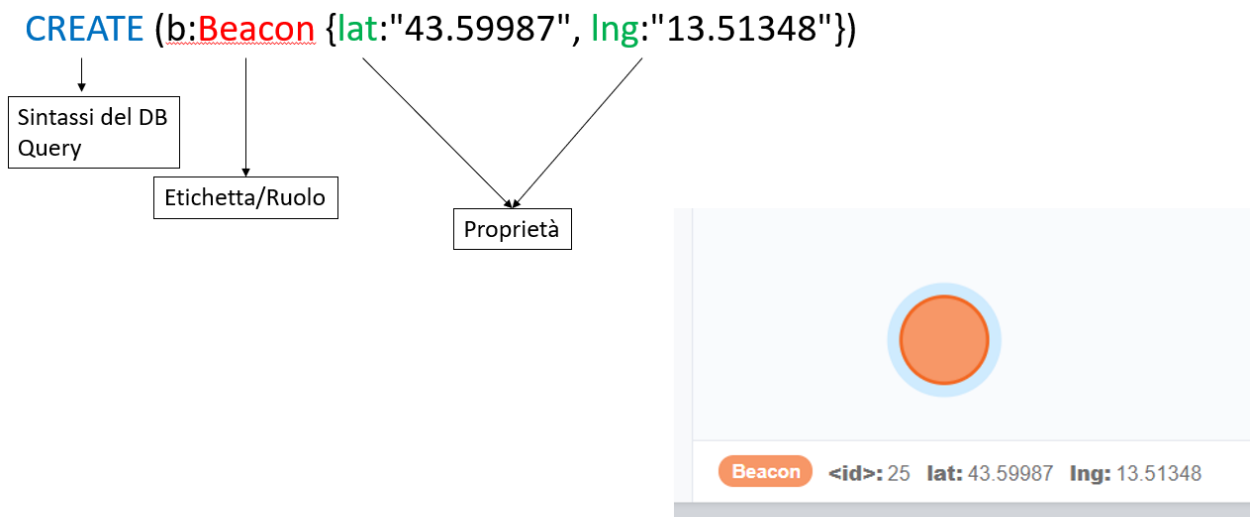 CREATE (b:Beacon {lat:"43.59987", lng:"13.51348"})
Sintassi del DB
Query
Etichetta/Ruolo
Proprietà
Beacon <id>: 25 lat: 43.59987 lng: 13.51348